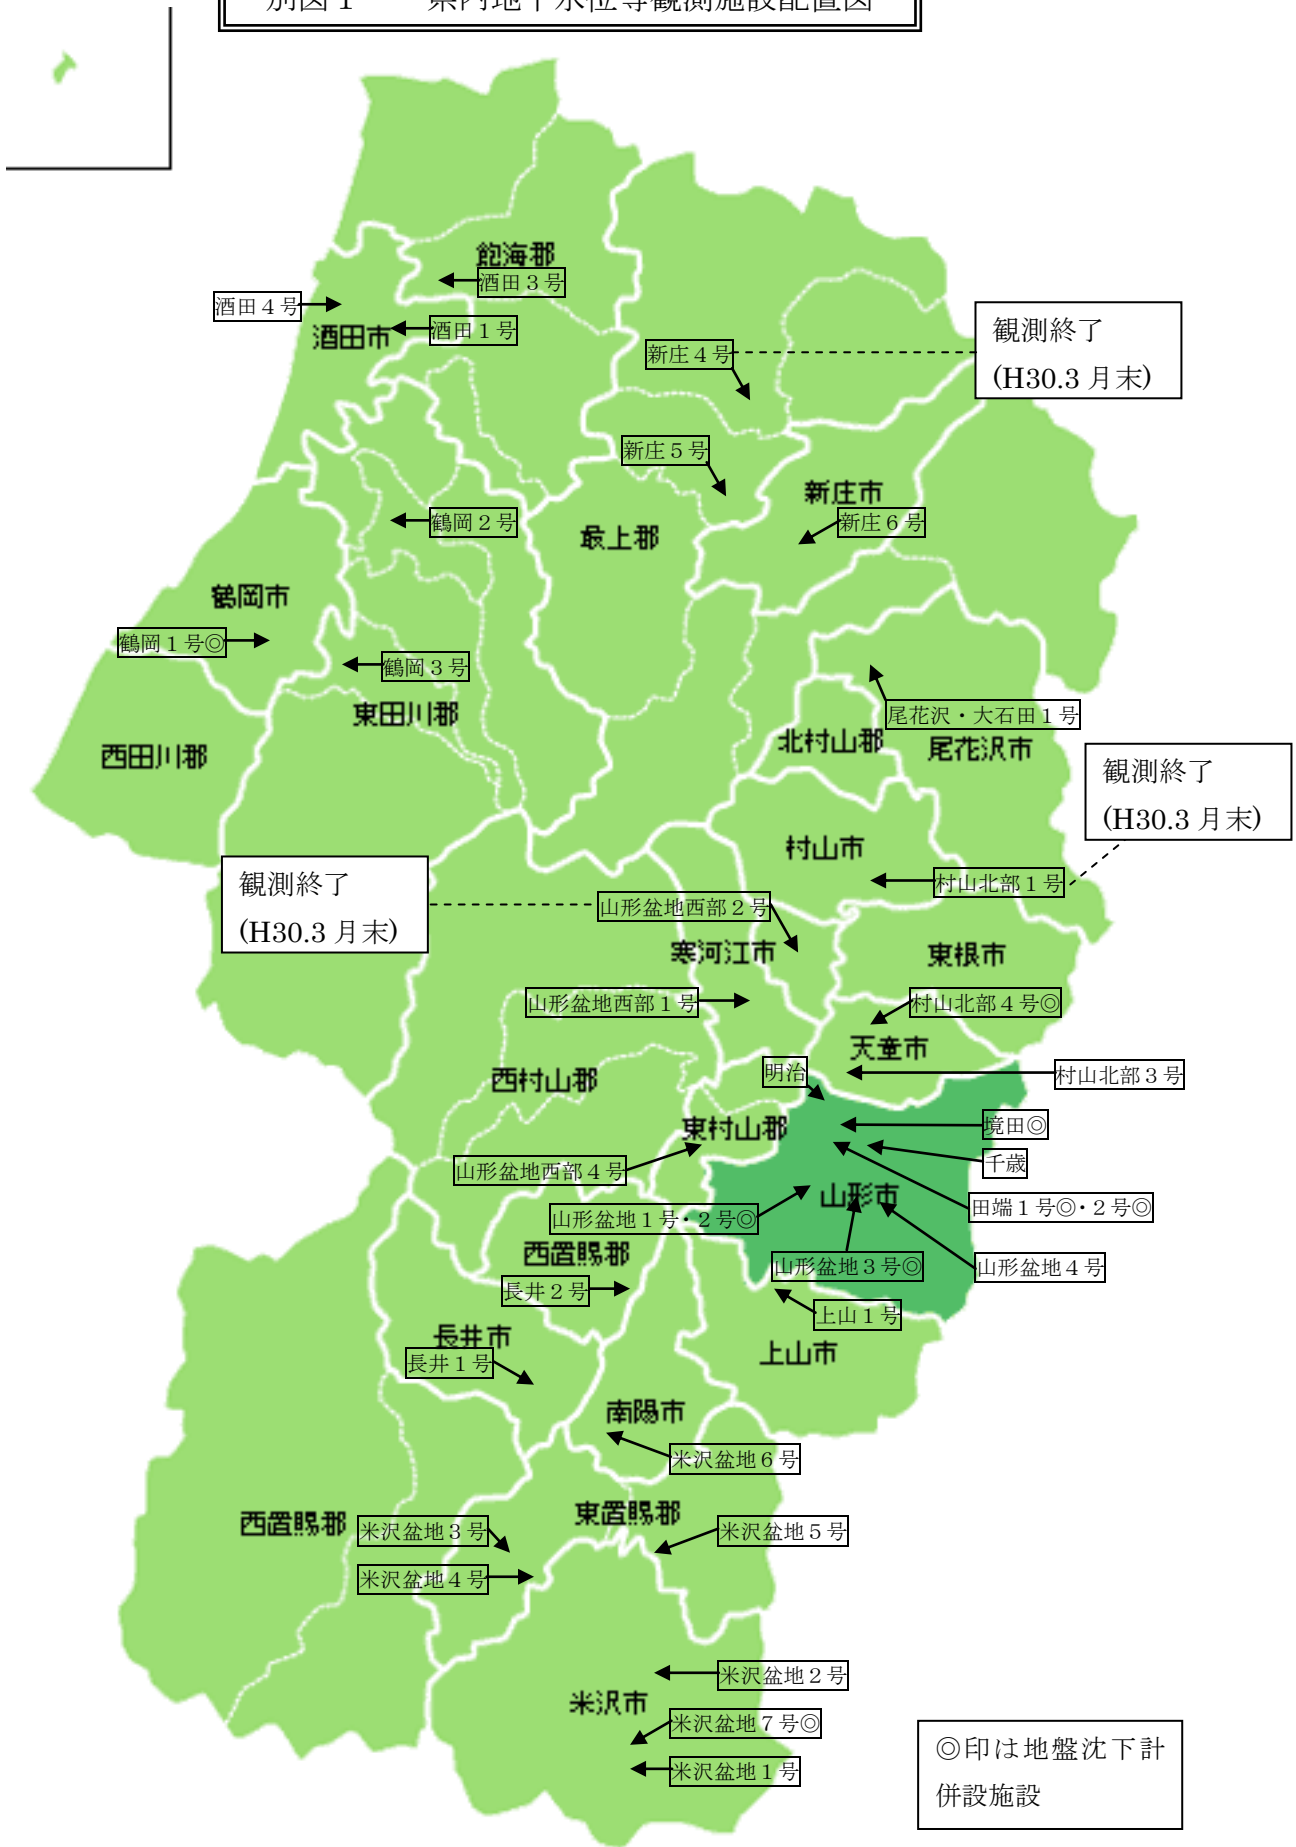 別図１　　県内地下水位等観測施設配置図
飽海郡
酒田３号
酒田４号
酒田市
酒田１号
新庄４号
観測終了
(H30.3 月末)
新庄５号
新庄市
新庄６号
鶴岡２号
最上郡
鶴岡市
鶴岡１号◎
鶴岡３号
東田川郡
西田川郡
尾花沢・大石田１号
北村山郡
尾花沢市
観測終了
(H30.3 月末)
村山市
村山北部１号
観測終了
(H30.3 月末)
山形盆地西部２号
寒河江市
東根市
山形盆地西部１号
村山北部４号◎
天童市
西村山郡
明治
村山北部３号
東村山郡
境田◎
千歳
山形盆地西部４号
山形市
田端１号◎・２号◎
山形盆地１号・２号◎
西置賜郡
山形盆地３号◎
山形盆地４号
長井２号
上山１号
長井市
長井１号
上山市
南陽市
米沢盆地６号
東置賜郡
西置賜郡
米沢盆地３号
米沢盆地５号
米沢盆地４号
米沢盆地２号
米沢市
米沢盆地７号◎
米沢盆地１号
◎印は地盤沈下計
併設施設